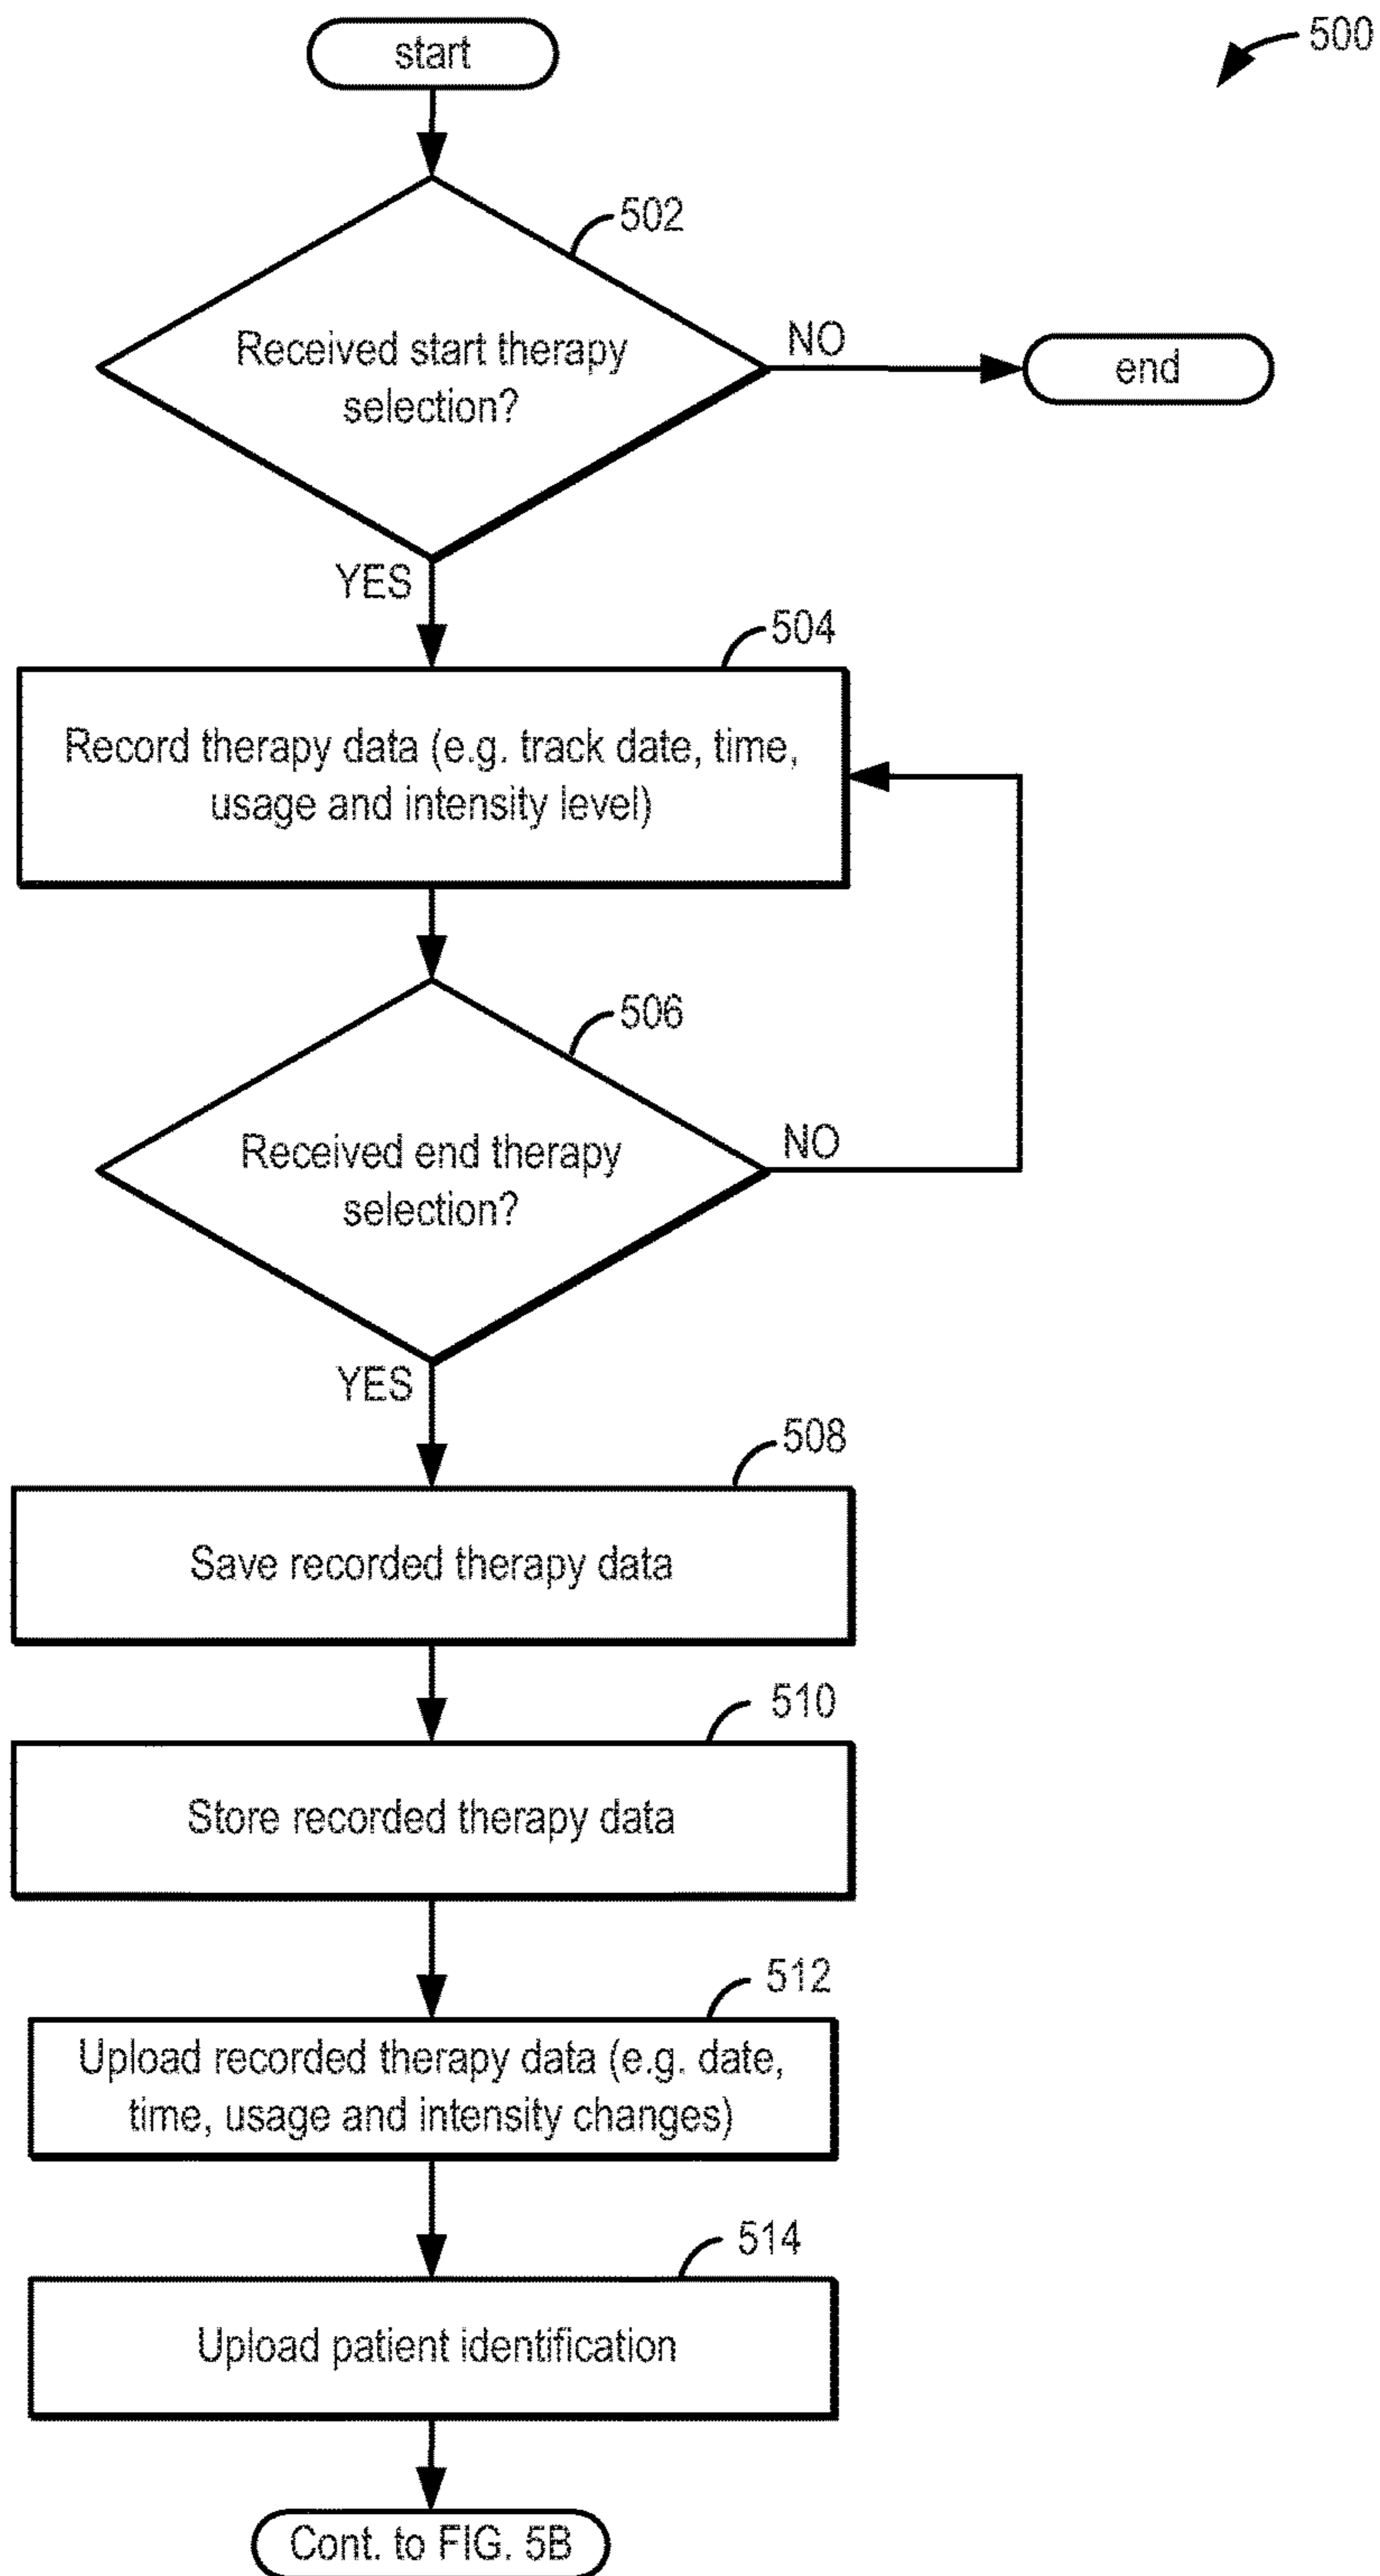 start
500
502
Received start therapy
selection?
NO
end
YES
504
Record therapy data (e.g. track date, time,
usage and intensity level)
506
Received end therapy
selection?
NO
YES
508
Save recorded therapy data
510
Store recorded therapy data
512
Upload recorded therapy data (e.g. date,
time, usage and intensity changes)
514
Upload patient identification
Cont. to FIG. 5B